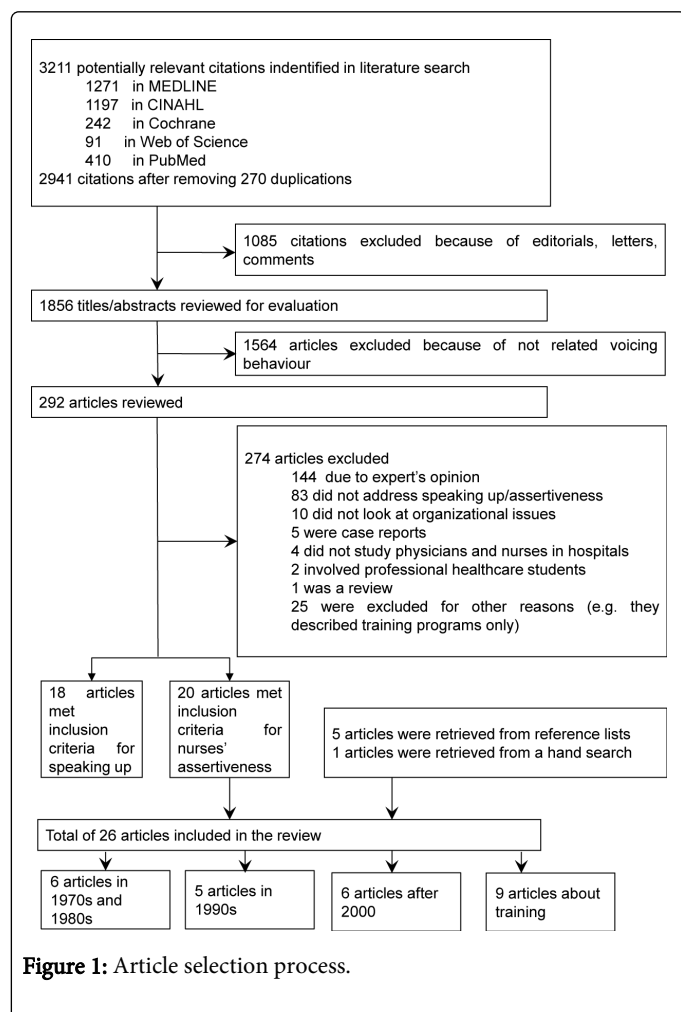 3211 potentially relevant citations indentified in literature search
1271 in MEDLINE
1197 in CINAHL
242 in Cochrane
91 in Web of Science
410 in PubMed
2941 citations after removing 270 duplications
1085 citations excluded because of editorials, letters,
comments
1856 titles/abstracts reviewed for evaluation
1564 articles excluded because of not related voicing
behaviour
292 articles reviewed
274 articles excluded
144 due to expert's opinion
83 did not address speaking up/assertiveness
10 did not look at organizational issues
5 were case reports
4 did not study physicians and nurses in hospitals
2 involved professional healthcare students
1 was a review
25 were excluded for other reasons (e.g. they
described training programs only)
18 articles
met
inclusion
criteria for
speaking up
20 articles met
inclusion
criteria for
nurses'
assertiveness
5 articles were retrieved from reference lists
1 articles were retrieved from a hand search
Total of 26 articles included in the review
6 articles in
1970s and
1980s
5 articles in
1990s
6 articles after
2000
9 articles about
training
Figure 1: Article selection process.